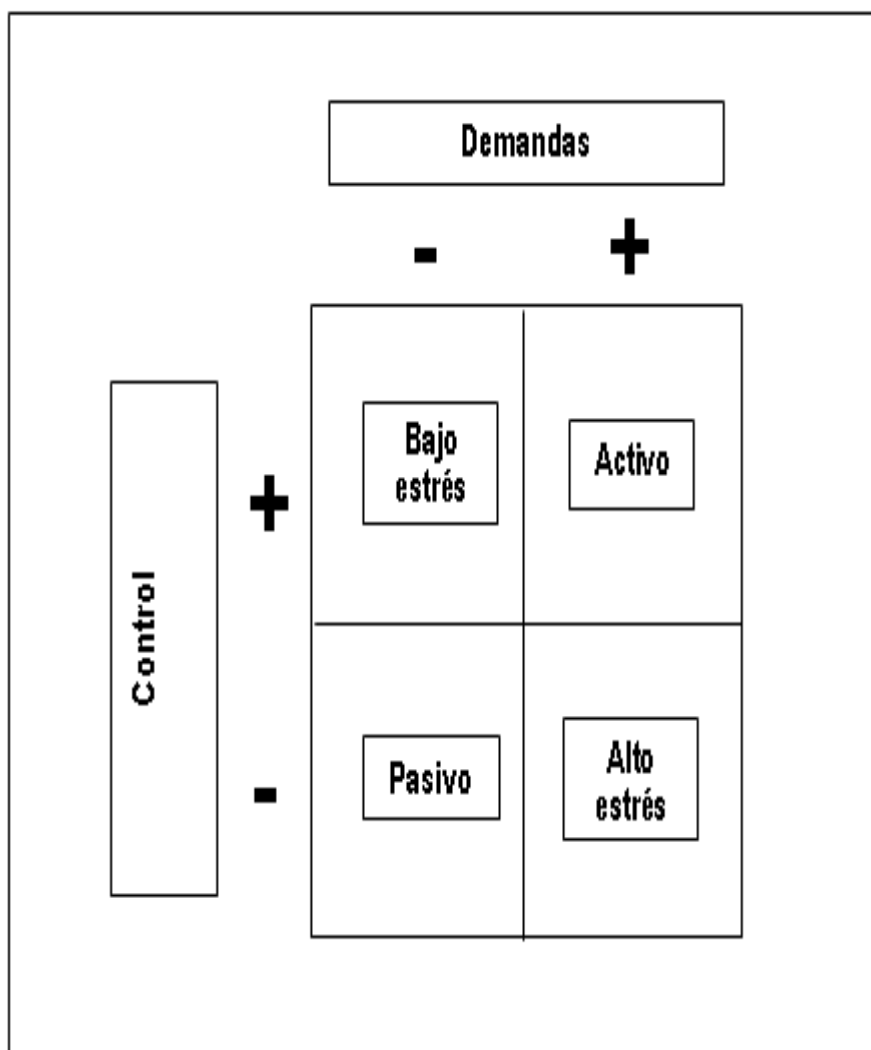 Demandas
- +
+
Bajo
estrés
Activo
Control
-
Pasivo
Alto
estrés